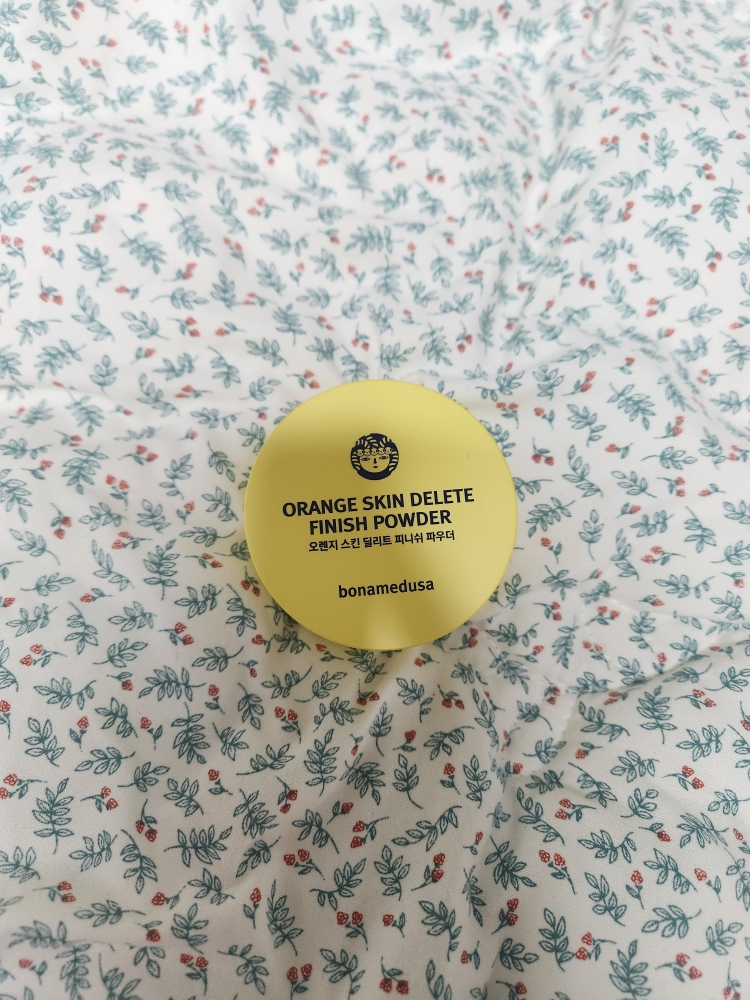 ORANGE SKIN DELETE
FINISH POWDER
오렌지 스킨 딜리트 피니쉬 파우더
bonamedusa